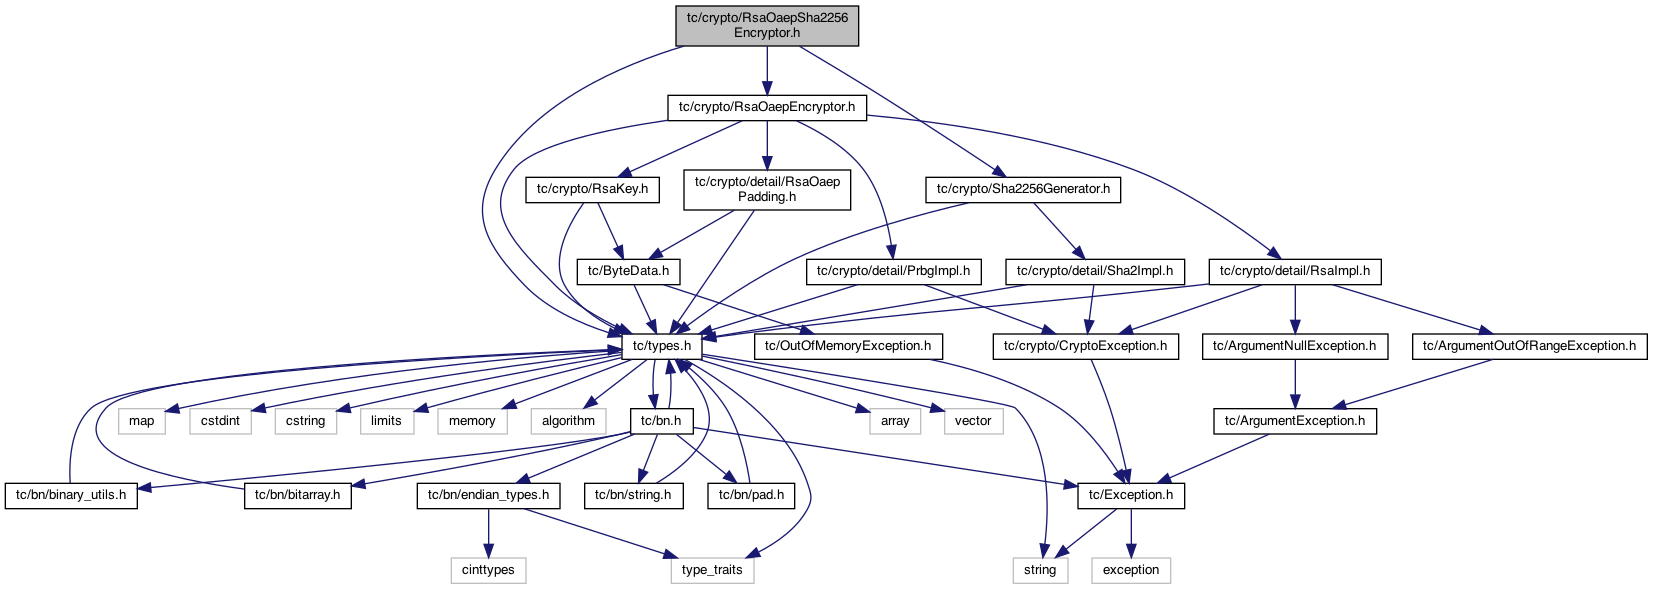 tc/crypto/RsaOaepSha2256
Encryptor.h
tc/crypto/RsaOaepEncryptor.h
tc/crypto/RsaKey.h
tc/crypto/detail/RsaOaep
Padding.h
tc/crypto/Sha2256Generator.h
tc/ByteData.h
tc/crypto/detail/PrbgImpl.h
tc/crypto/detail/Sha2Impl.h
tc/crypto/detail/RsaImpl.h
tc/types.h
tc/OutOfMemoryException.h
tc/crypto/CryptoException.h
tc/ArgumentNullException.h
tc/ArgumentOutOfRangeException.h
map
cstdint
cstring
limits
memory
algorithm
tc/bn.h
array
vector
tc/ArgumentException.h
tc/bn/binary_utils.h
tc/bn/bitarray.h
tc/bn/endian_types.h
tc/bn/string.h
tc/bn/pad.h
tc/Exception.h
cinttypes
type_traits
string
exception